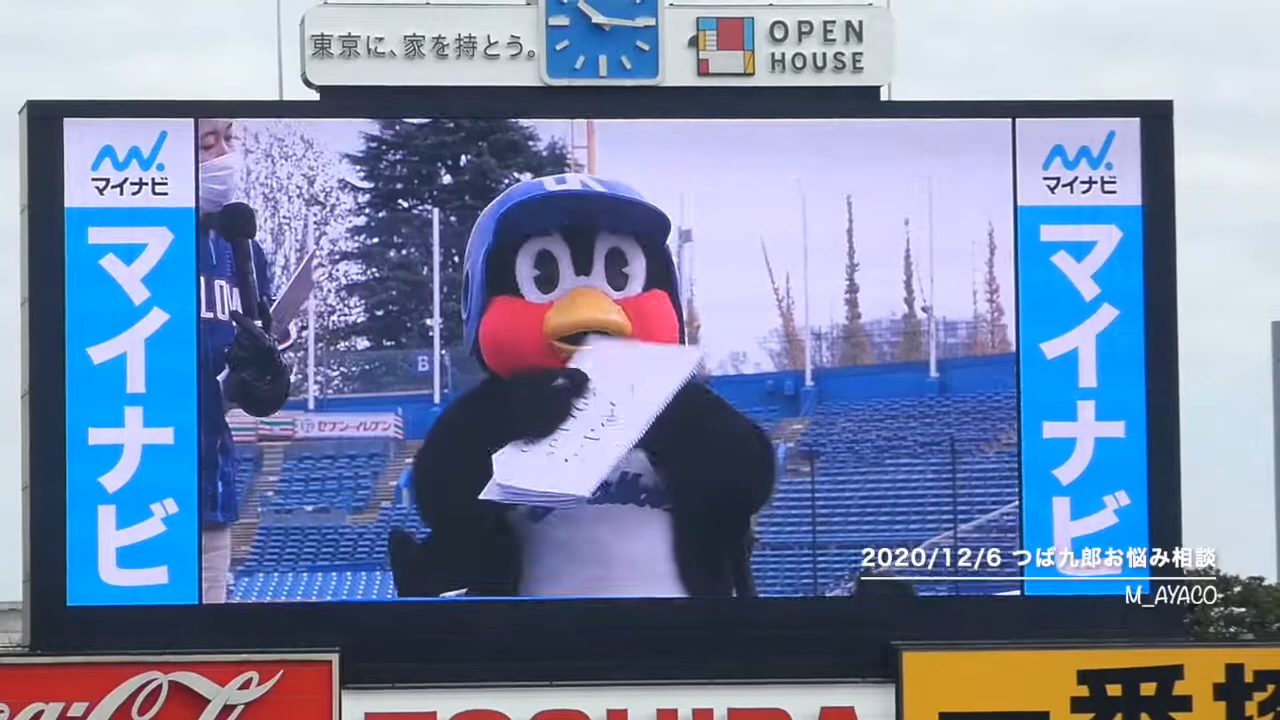 東京に、家を持とう。
OPEN
HOUSE
マイナビ
マイナビ
マイナビ
マイナビ
B
セブン-イレブン
2020/12/6 つば九郎お悩み相談
M_AYACO